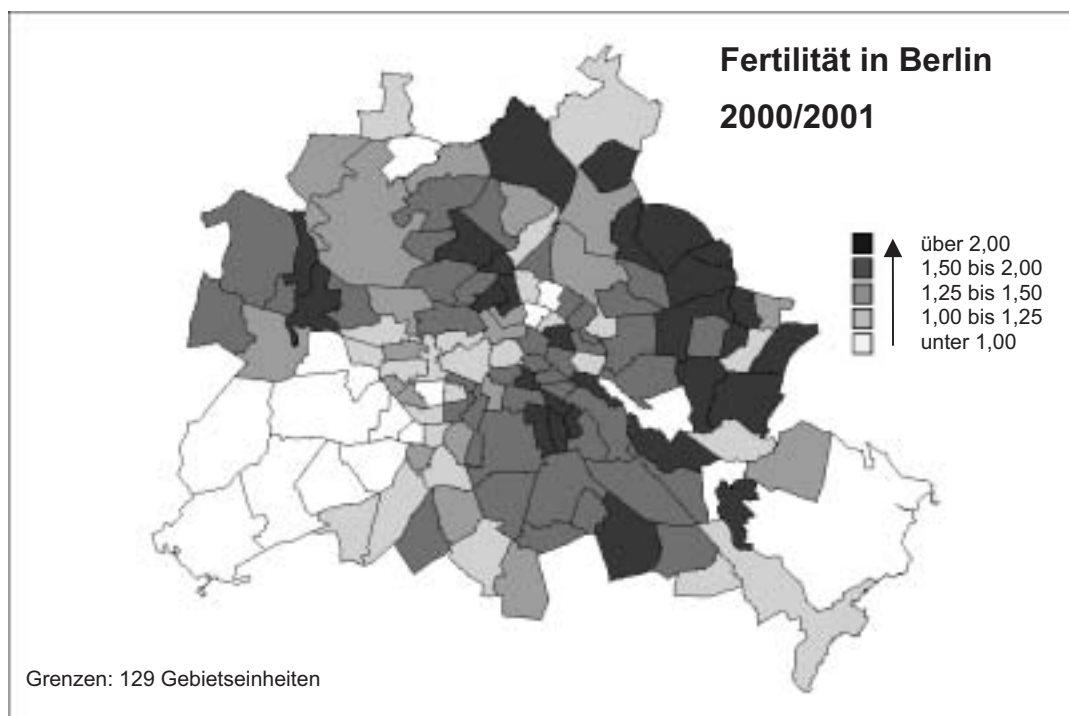 Fertilität in Berlin
2000/2001
über 2,00
1,50 bis 2,00
1,25 bis 1,50
1,00 bis 1,25
unter 1,00
Grenzen: 129 Gebietseinheiten